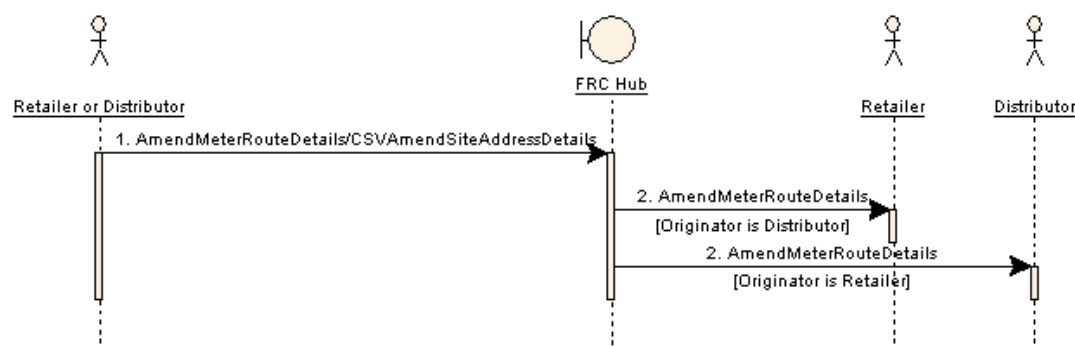 FRC Hub
Retailer or Distributor
Retailer
Distributor
1. AmendMeterRouteDetails/CSVAmendSiteAddressDetails
2. AmendMeterRouteDetails
[Originator is Distributor]
2. AmendMeterRouteDetails
[Originator is Retailer]